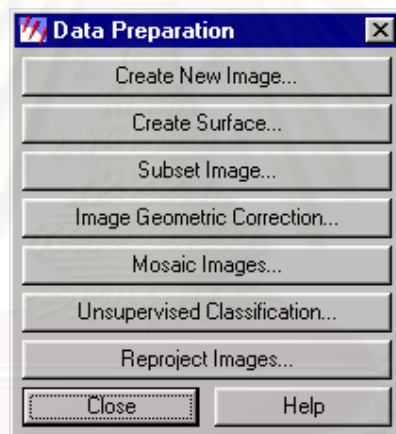 Data Preparation
Create New Image...
Create Surface...
Subset Image...
Image Geometric Correction...
Mosaic Images...
Unsupervised Classification...
Reproject Images...
Close Help